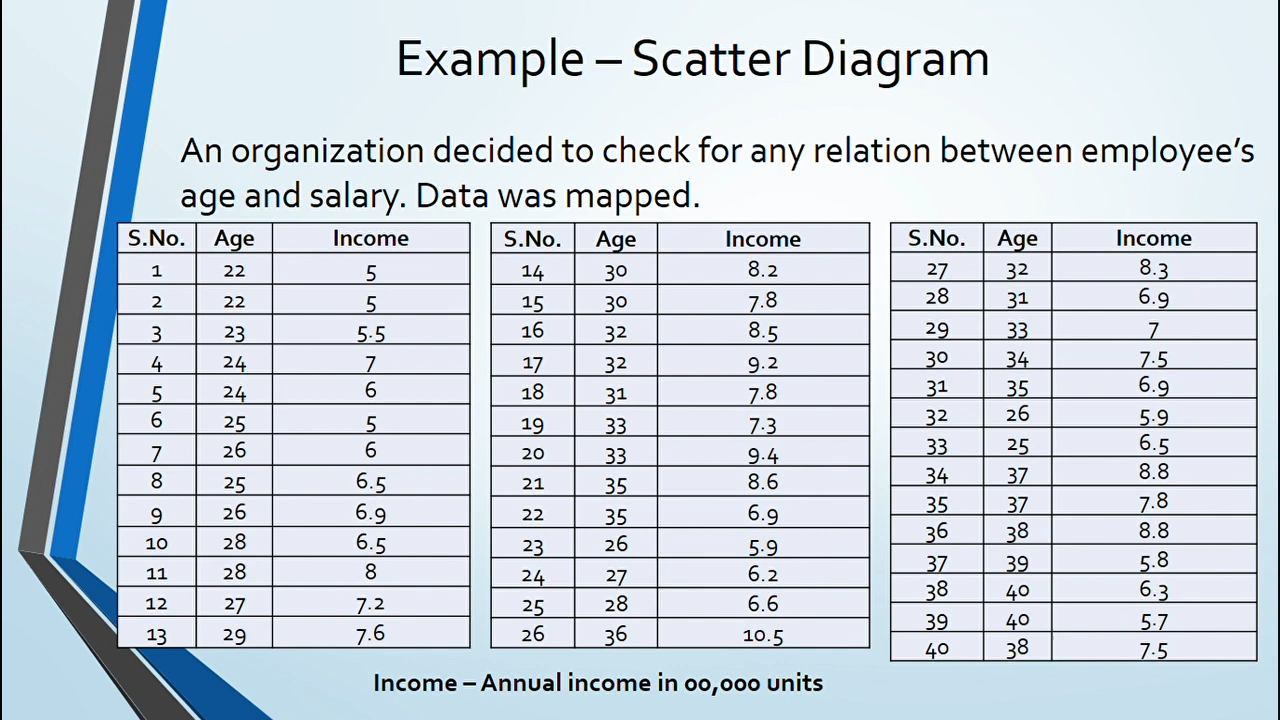 Example – Scatter Diagram
An organization decided to check for any relation between employee's
age and salary. Data was mapped.
S.No. Age Income
1 22 5
2 22 5
3 23 5.5
4 24 7
5 24 6
6 25 5
7 26 6
8 25 6.5
9 26 6.9
10 28 6.5
11 28 8
12 27 7.2
13 29 7.6
S.No. Age Income
14 30 8.2
15 30 7.8
16 32 8.5
17 32 9.2
18 31 7.8
19 33 7.3
20 33 9.4
21 35 8.6
22 35 6.9
23 26 5.9
24 27 6.2
25 28 6.6
26 36 10.5
S.No. Age Income
27 32 8.3
28 31 6.9
29 33 7
30 34 7.5
31 35 6.9
32 26 5.9
33 25 6.5
34 37 8.8
35 37 7.8
36 38 8.8
37 39 5.8
38 40 6.3
39 40 5.7
40 38 7.5
Income – Annual income in 00,000 units